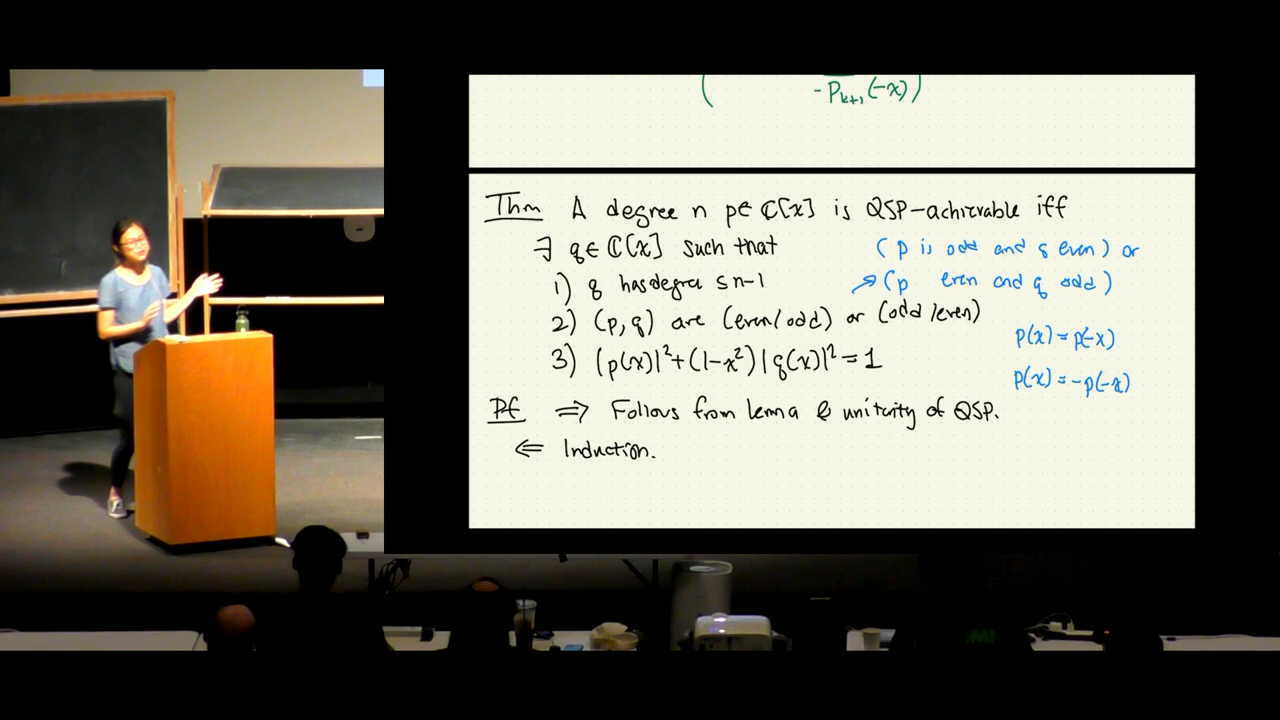 - P_{k+1}(-x)
Thm A degree n p∈ ℂ[x] is QSP-achievable iff
∃ q∈ ℂ[x] such that
(p is odd and q even) or
1) q has degree ≤ n-1
→ (p even and q odd)
2) (p, q) are (even/odd) or (odd/even)
p(x) = p(-x)
3) |p(x)|²+(1-x²)|q(x)|² = 1
p(x) = -p(-x)
Pf ⇒ Follows from Lemma & unitarity of QSP.
⇐ Induction.